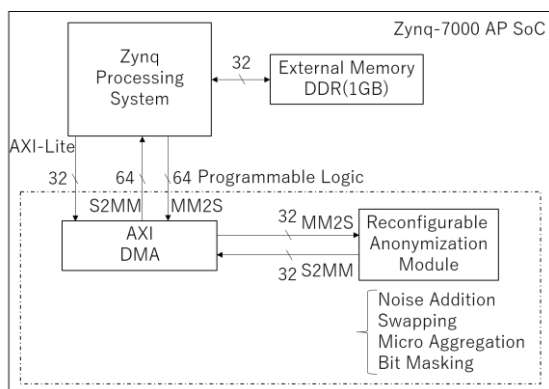 Zynq-7000 AP SoC
Zynq
Processing
System
32
External Memory
DDR(1GB)
AXI-Lite
32
64
64
Programmable Logic
S2MM
MM2S
AXI
DMA
32
MM2S
32
S2MM
Reconfigurable
Anonymization
Module
Noise Addition
Swapping
Micro Aggregation
Bit Masking